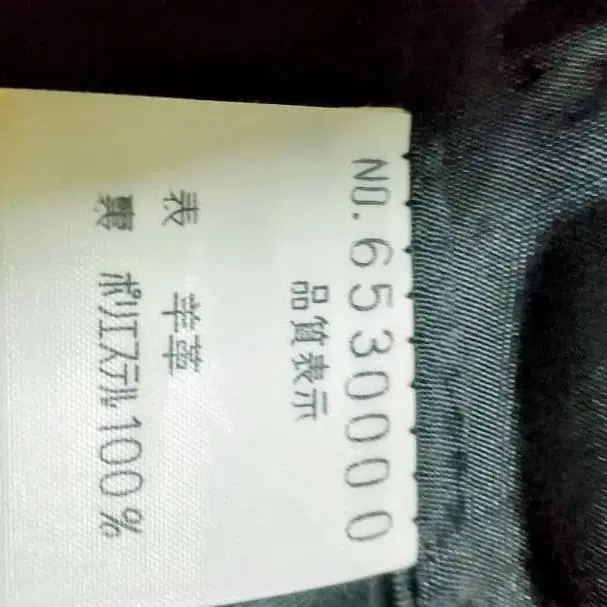 NO. 6530000
品質表示
表 羊革
裏 ポリエステル100%